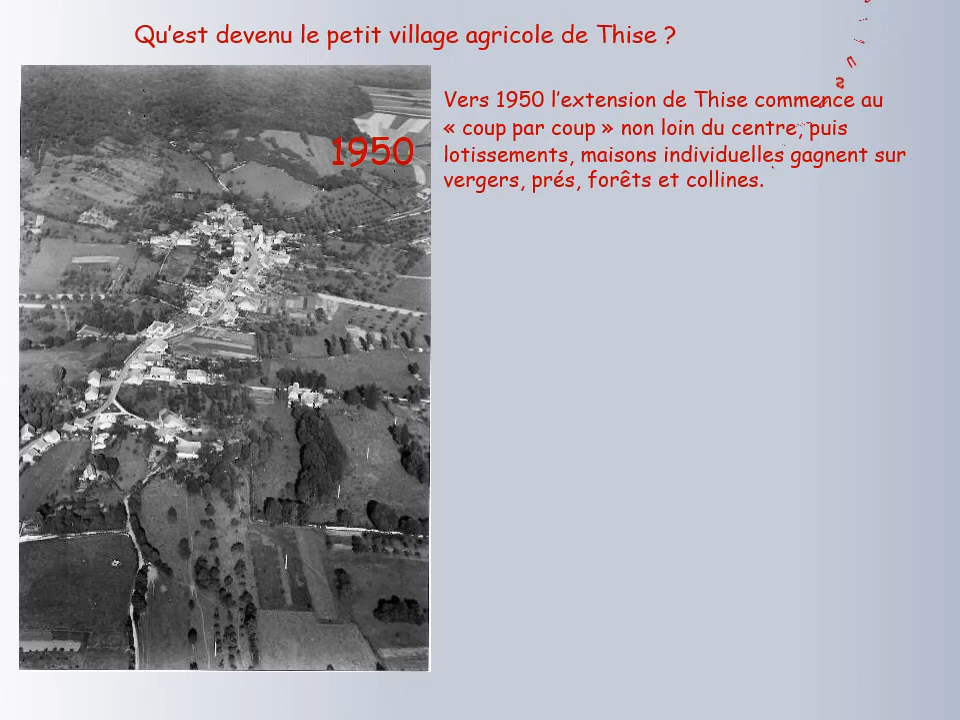 Qu'est devenu le petit village agricole de Thise ?
Vers 1950 l'extension de Thise commence au
« coup par coup » non loin du centre, puis
lotissements, maisons individuelles gagnent sur
vergers, prés, forêts et collines.
1950